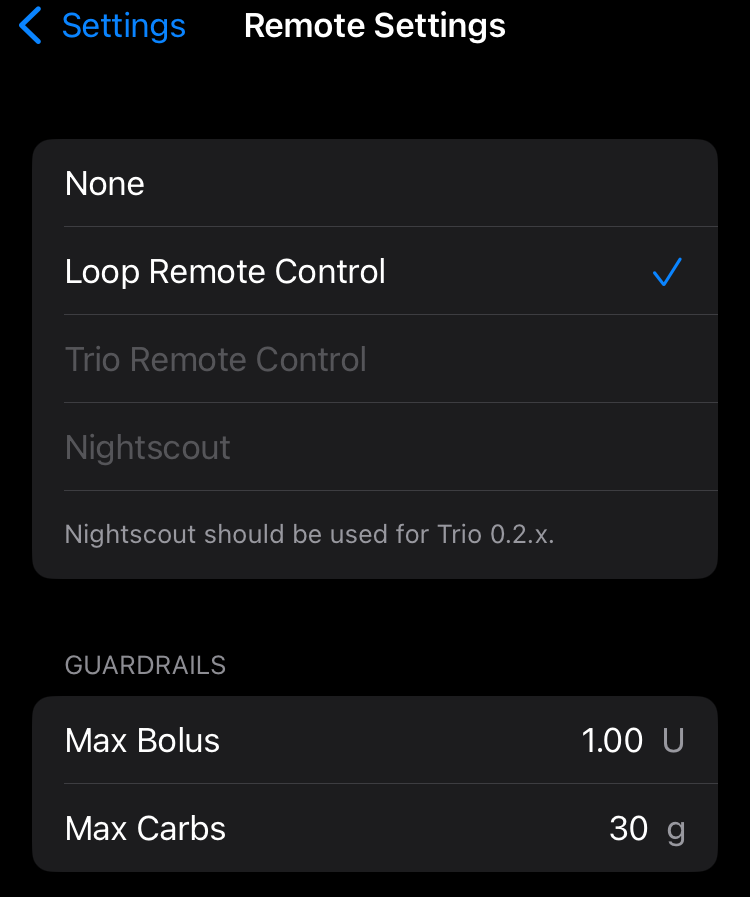 Settings Remote Settings
None
Loop Remote Control
Trio Remote Control
Nightscout
Nightscout should be used for Trio 0.2.x.
GUARDRAILS
Max Bolus 1.00 U
Max Carbs 30 g